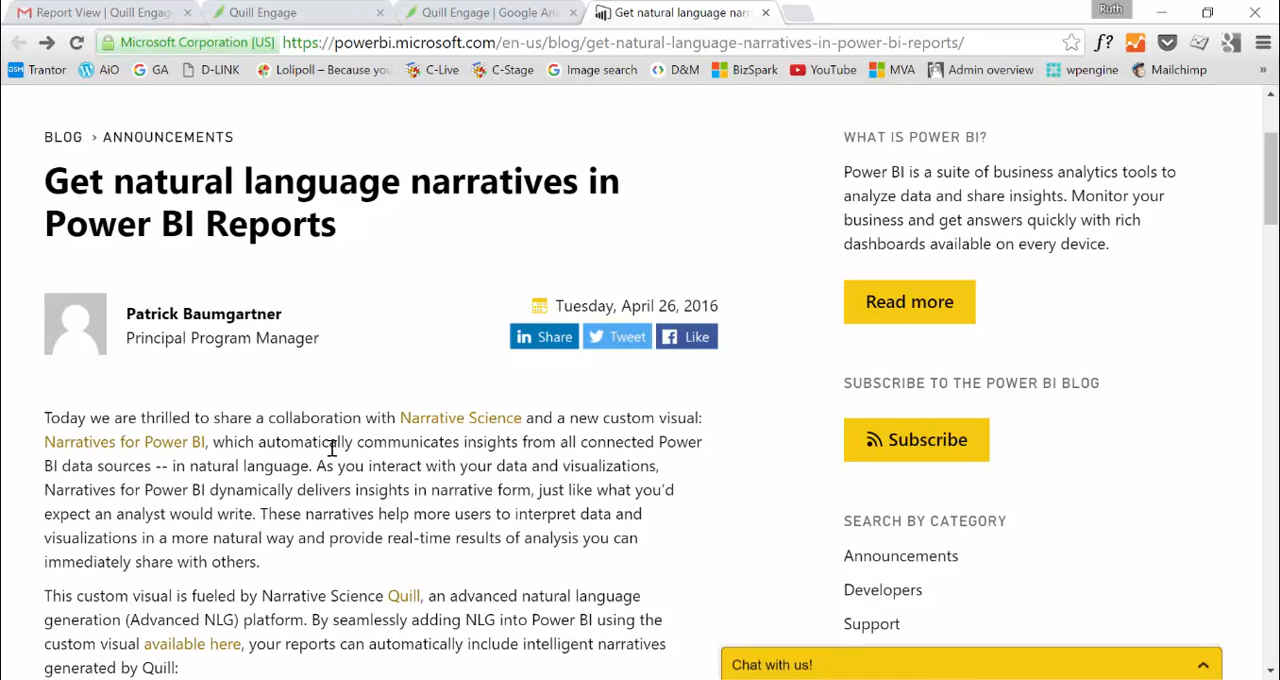 Report View | Quill Engag
Quill Engage
Quill Engage | Google An
Get natural language nar
Ruth
Microsoft Corporation [US] https://powerbi.microsoft.com/en-us/blog/get-natural-language-narratives-in-power-bi-reports/
f?
Trantor AiO GA D-LINK Lolipoll – Because you C-Live C-Stage Image search D&M BizSpark YouTube MVA Admin overview wpengine Mailchimp »
BLOG > ANNOUNCEMENTS
Get natural language narratives in
Power BI Reports
Patrick Baumgartner
Principal Program Manager
Tuesday, April 26, 2016
in Share Tweet Like
Today we are thrilled to share a collaboration with Narrative Science and a new custom visual:
Narratives for Power BI, which automatically communicates insights from all connected Power
BI data sources -- in natural language. As you interact with your data and visualizations,
Narratives for Power BI dynamically delivers insights in narrative form, just like what you'd
expect an analyst would write. These narratives help more users to interpret data and
visualizations in a more natural way and provide real-time results of analysis you can
immediately share with others.
This custom visual is fueled by Narrative Science Quill, an advanced natural language
generation (Advanced NLG) platform. By seamlessly adding NLG into Power BI using the
custom visual available here, your reports can automatically include intelligent narratives
generated by Quill:
WHAT IS POWER BI?
Power BI is a suite of business analytics tools to
analyze data and share insights. Monitor your
business and get answers quickly with rich
dashboards available on every device.
Read more
SUBSCRIBE TO THE POWER BI BLOG
Subscribe
SEARCH BY CATEGORY
Announcements
Developers
Support
Chat with us!